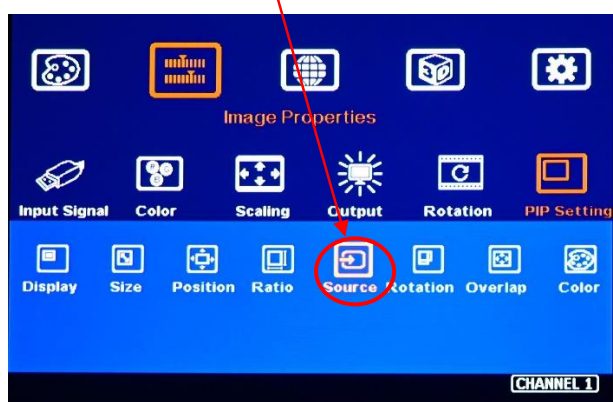 Image Properties
Input Signal Color Scaling Output Rotation PIP Setting
Display Size Position Ratio Source Rotation Overlap Color
CHANNEL 1